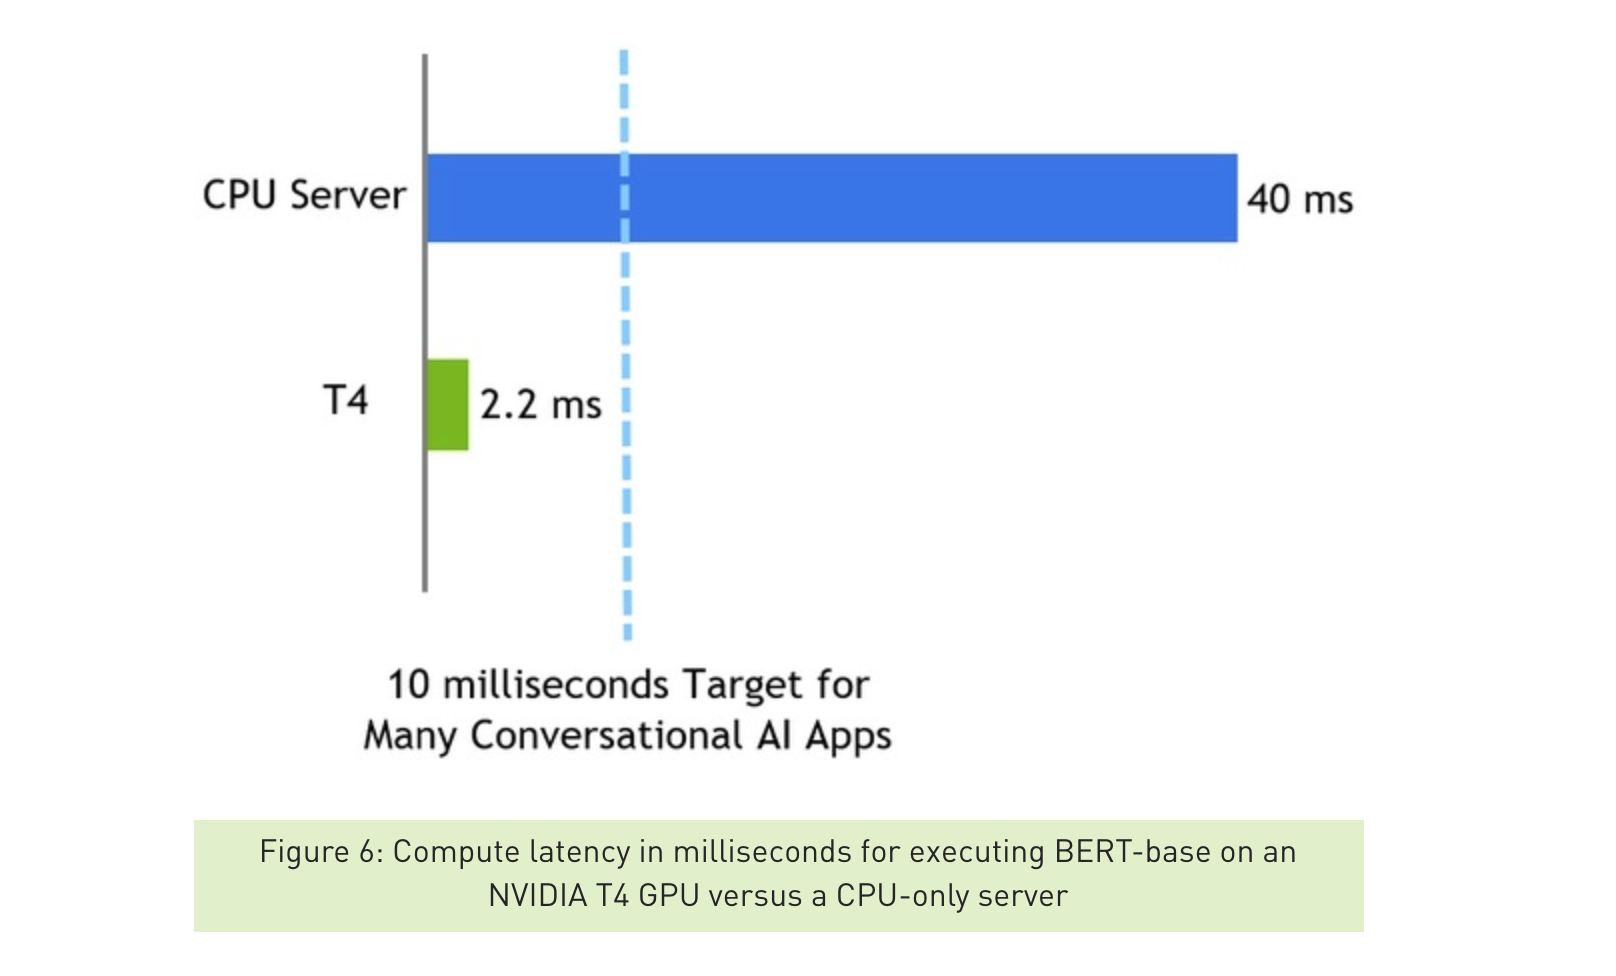 CPU Server
40 ms
T4
2.2 ms
10 milliseconds Target for
Many Conversational AI Apps
Figure 6: Compute latency in milliseconds for executing BERT-base on an
NVIDIA T4 GPU versus a CPU-only server